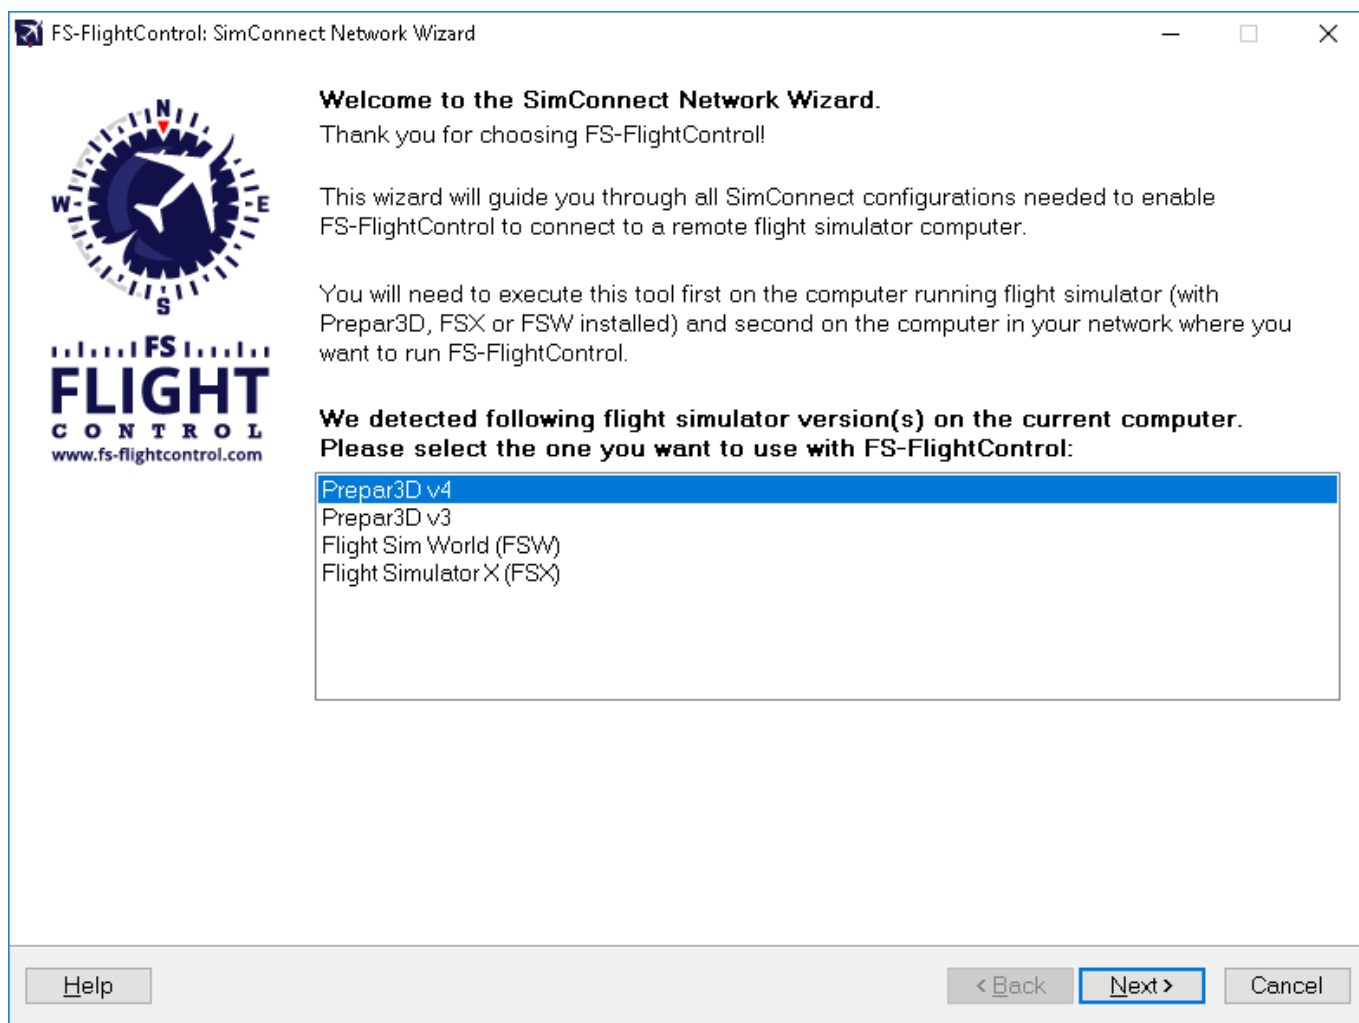 FS-FlightControl: SimConnect Network Wizard
N
W
E
S
FS
FLIGHT
CONTROL
www.fs-flightcontrol.com
Welcome to the SimConnect Network Wizard.
Thank you for choosing FS-FlightControl!
This wizard will guide you through all SimConnect configurations needed to enable
FS-FlightControl to connect to a remote flight simulator computer.
You will need to execute this tool first on the computer running flight simulator (with
Prepar3D, FSX or FSW installed) and second on the computer in your network where you
want to run FS-FlightControl.
We detected following flight simulator version(s) on the current computer.
Please select the one you want to use with FS-FlightControl:
Prepar3D v4
Prepar3D v3
Flight Sim World (FSW)
Flight Simulator X (FSX)
Help
< Back
Next >
Cancel